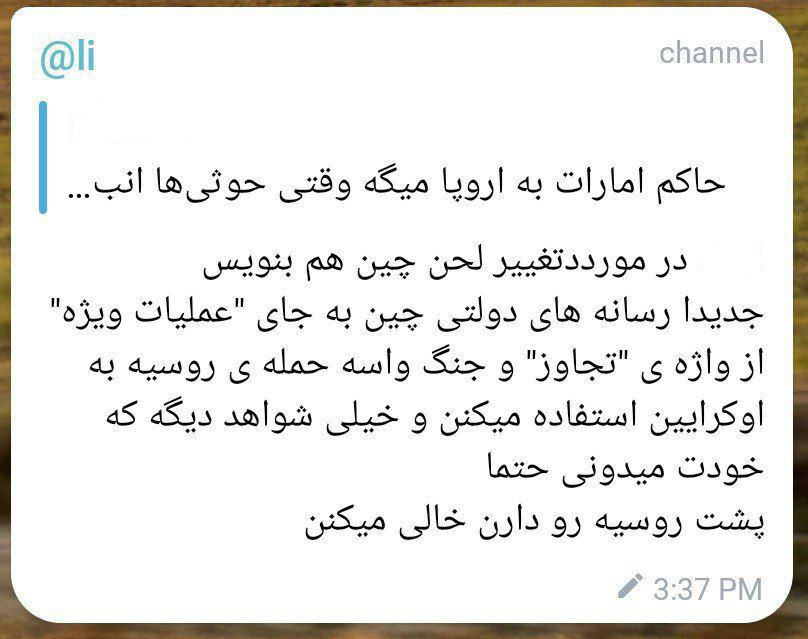 @li
channel
حاکم امارات به اروپا میگه وقتی حوثی‌ها انب...
در مورددتغییر لحن چین هم بنویس
جدیدا رسانه های دولتی چین به جای "عملیات ویژه"
از واژه ی "تجاوز" و جنگ واسه حمله ی روسیه به
اوکرایین استفاده میکنن و خیلی شواهد دیگه که
خودت میدونی حتما
پشت روسیه رو دارن خالی میکنن
3:37 PM